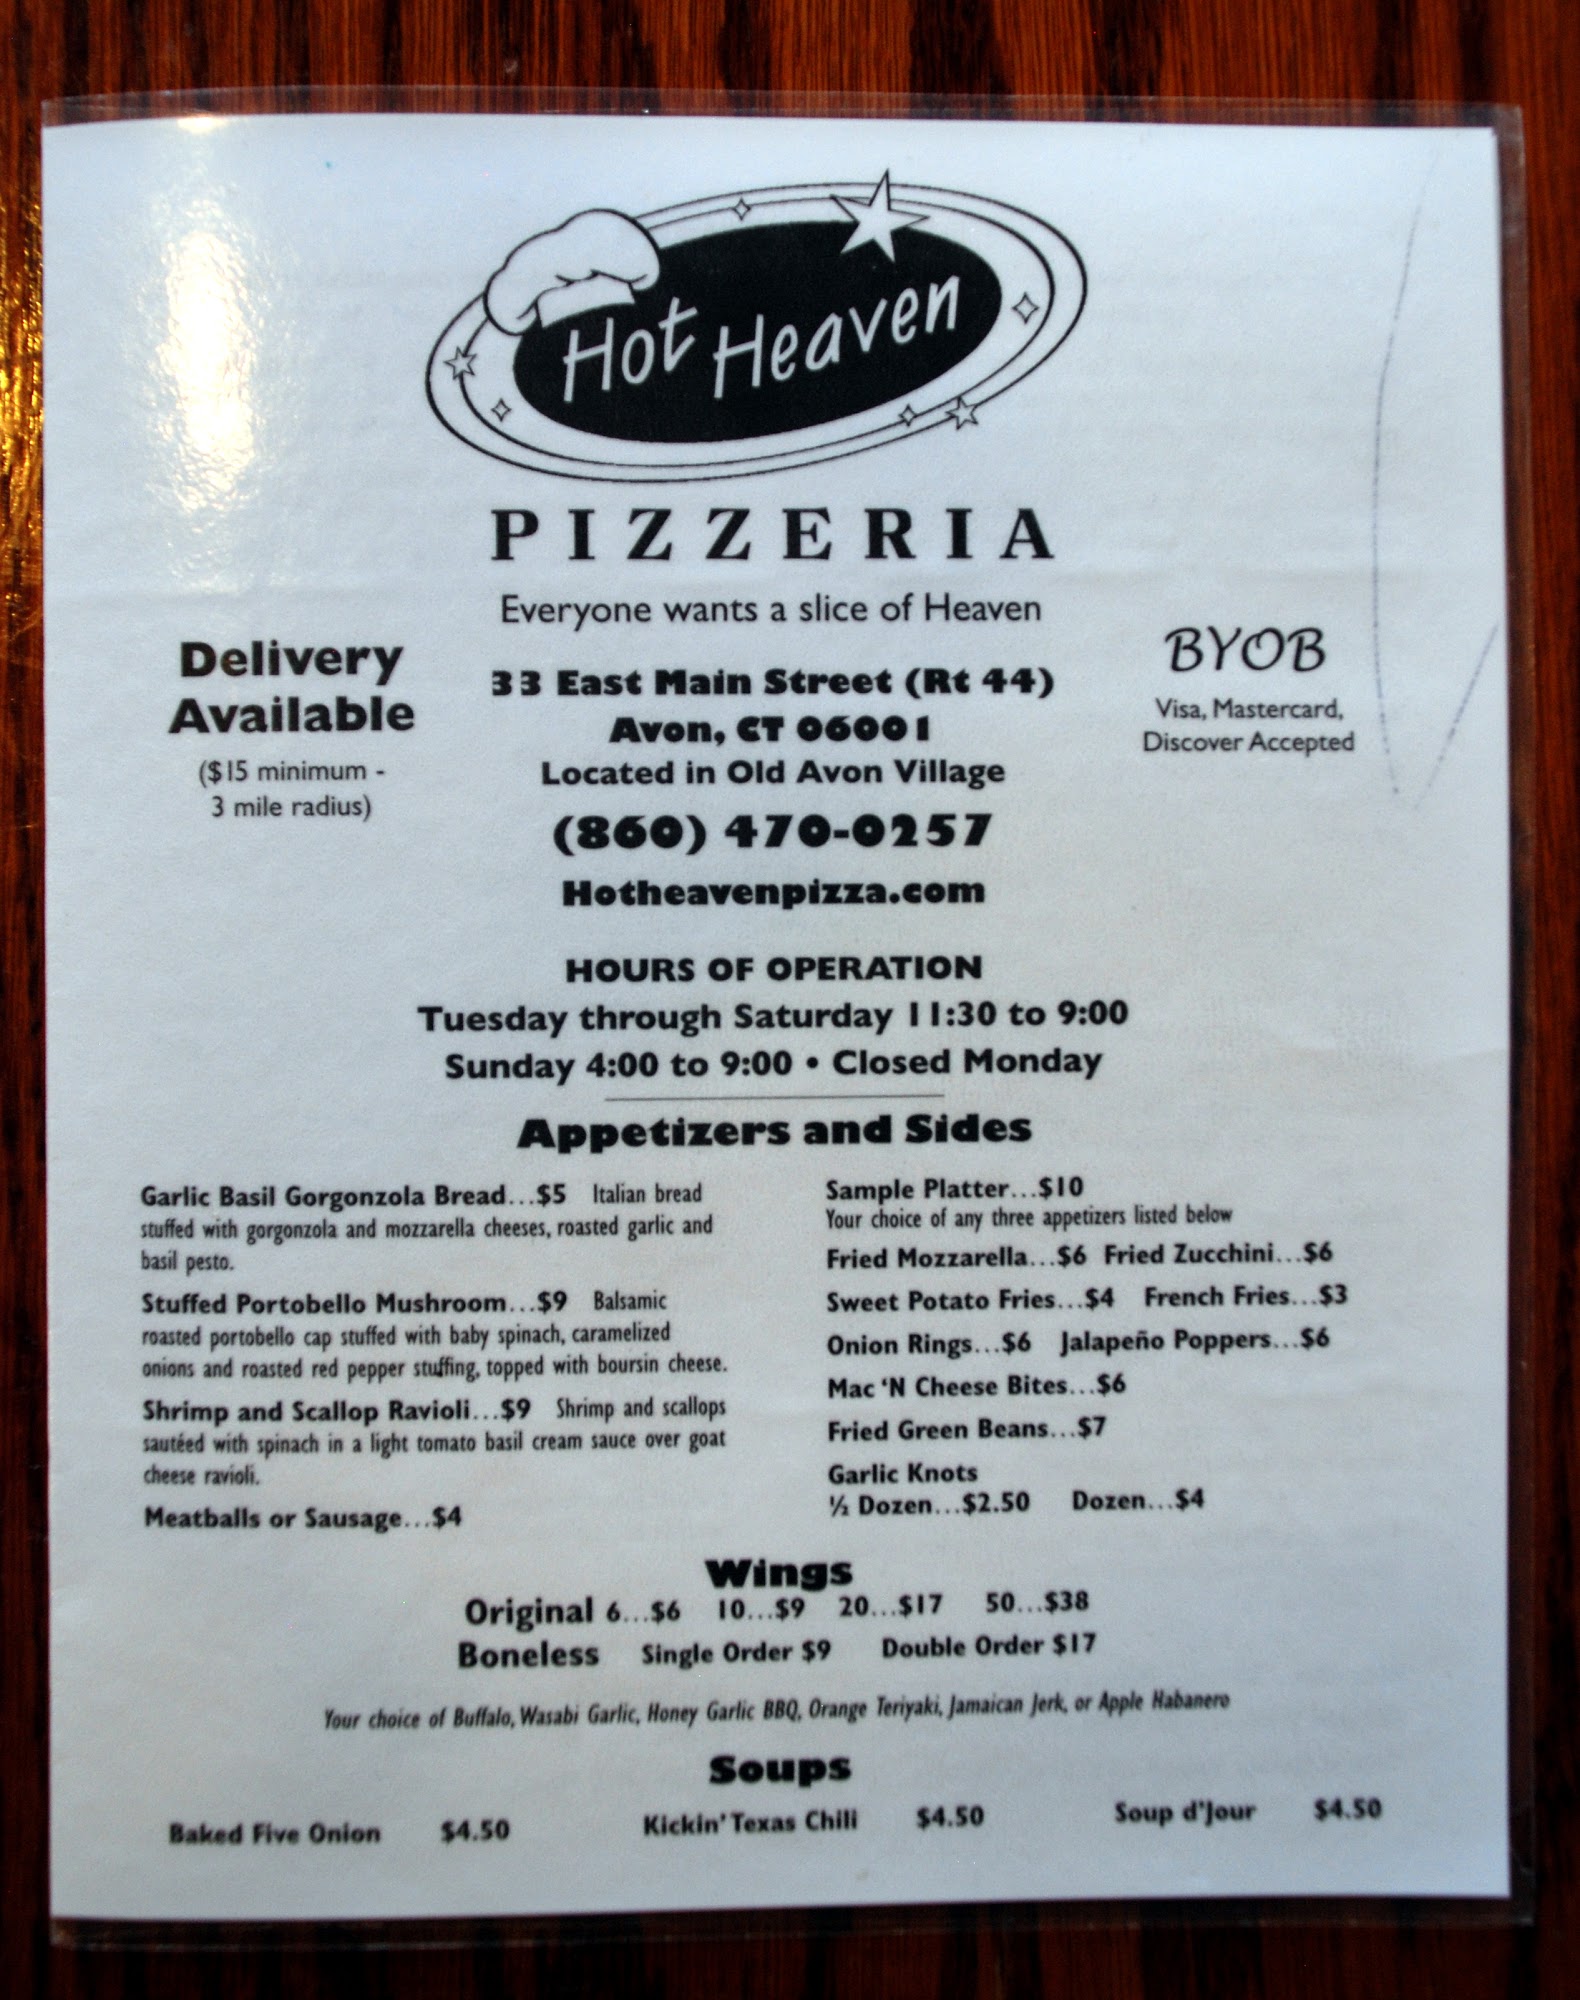 Hot Heaven
PIZZERIA
Everyone wants a slice of Heaven
Delivery
Available
($15 minimum -
3 mile radius)
33 East Main Street (Rt 44)
Avon, CT 06001
Located in Old Avon Village
(860) 470-0257
Hotheavenpizza.com
BYOB
Visa, Mastercard,
Discover Accepted
HOURS OF OPERATION
Tuesday through Saturday 11:30 to 9:00
Sunday 4:00 to 9:00 • Closed Monday
Appetizers and Sides
Garlic Basil Gorgonzola Bread...$5 Italian bread
stuffed with gorgonzola and mozzarella cheeses, roasted garlic and
basil pesto.
Stuffed Portobello Mushroom...$9 Balsamic
roasted portobello cap stuffed with baby spinach, caramelized
onions and roasted red pepper stuffing, topped with boursin cheese.
Shrimp and Scallop Ravioli...$9 Shrimp and scallops
sautéed with spinach in a light tomato basil cream sauce over goat
cheese ravioli.
Meatballs or Sausage...$4
Sample Platter...$10
Your choice of any three appetizers listed below
Fried Mozzarella...$6 Fried Zucchini...$6
Sweet Potato Fries...$4 French Fries...$3
Onion Rings...$6 Jalapeño Poppers...$6
Mac ‘N Cheese Bites...$6
Fried Green Beans...$7
Garlic Knots
½ Dozen...$2.50 Dozen...$4
Wings
Original 6...$6 10...$9 20...$17 50...$38
Boneless Single Order $9 Double Order $17
Your choice of Buffalo, Wasabi Garlic, Honey Garlic BBQ, Orange Teriyaki, Jamaican Jerk, or Apple Habanero
Soups
Baked Five Onion $4.50 Kickin’ Texas Chili $4.50 Soup d’Jour $4.50